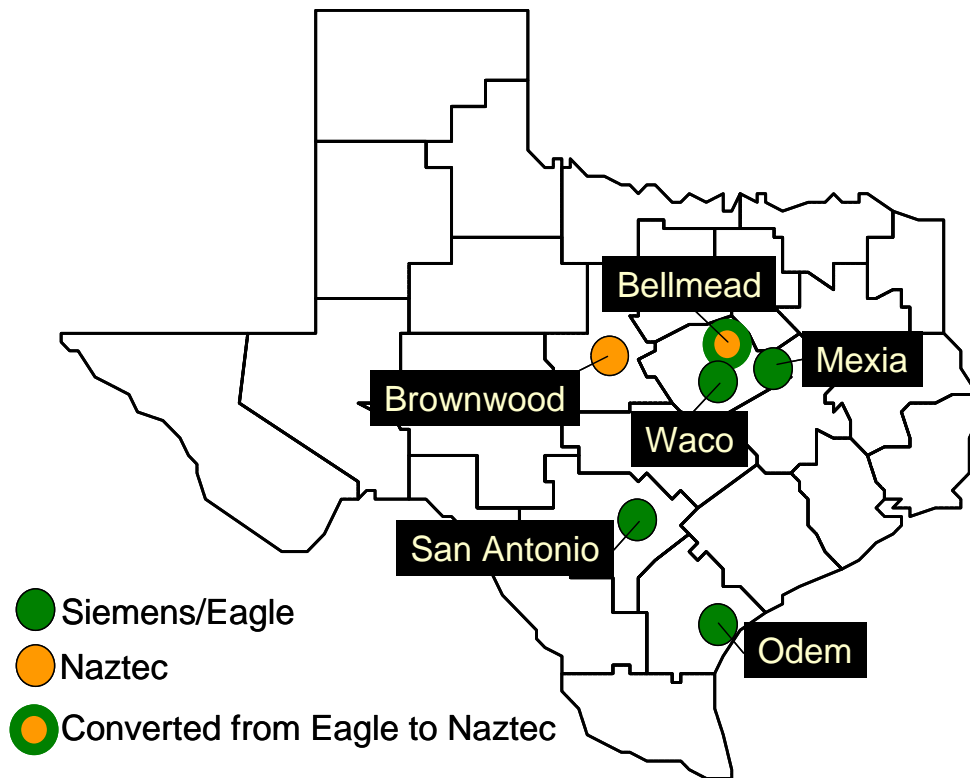 Bellmead
Mexia
Brownwood
Waco
San Antonio
Siemens/Eagle
Odem
Naztec
Converted from Eagle to Naztec